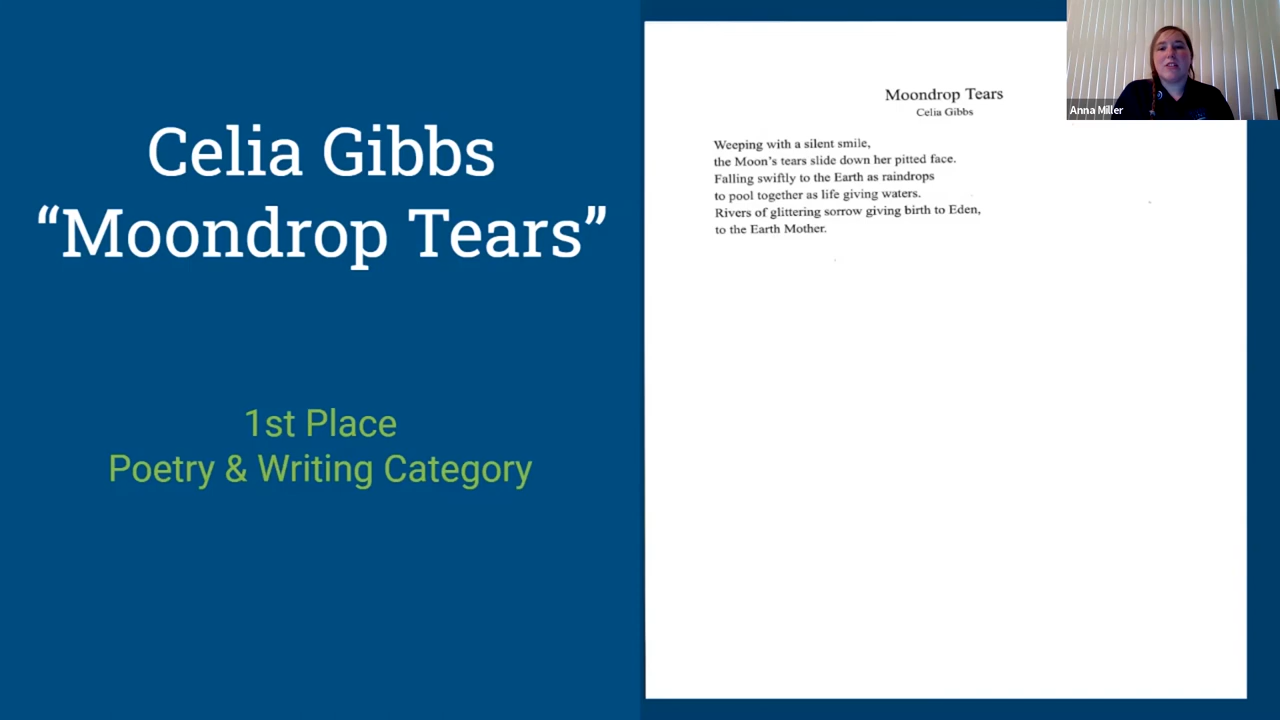 Celia Gibbs
“Moondrop Tears”
1st Place
Poetry & Writing Category
Moondrop Tears
Celia Gibbs
Weeping with a silent smile,
the Moon's tears slide down her pitted face.
Falling swiftly to the Earth as raindrops
to pool together as life giving waters.
Rivers of glittering sorrow giving birth to Eden,
to the Earth Mother.
Anna Miller